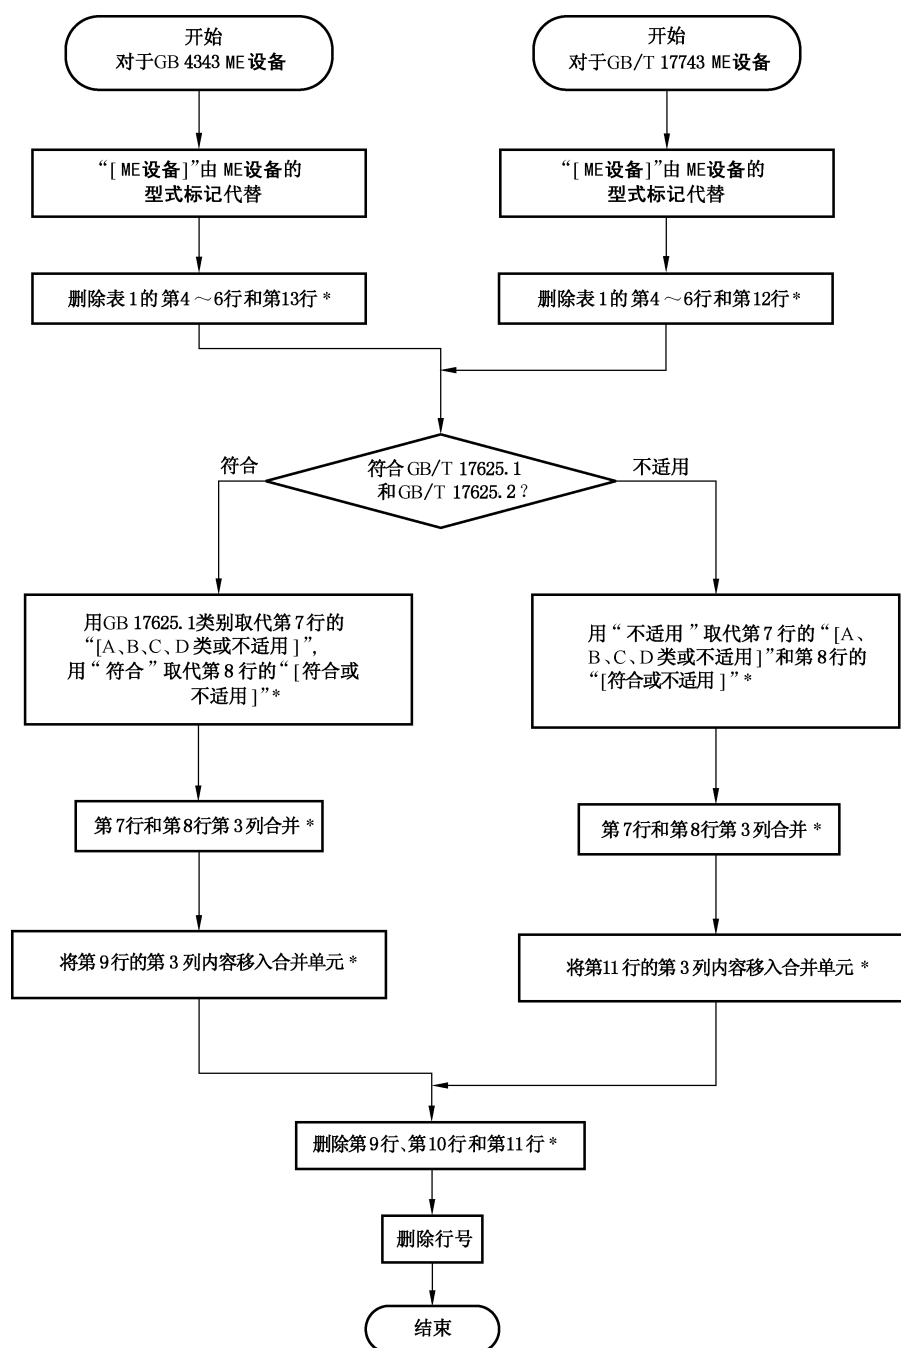 开始
对于GB 4343 ME设备
开始
对于GB/T 17743 ME设备
“[ME设备]”由 ME设备的
型式标记代替
“[ME设备]”由 ME设备的
型式标记代替
删除表1的第4～6行和第13行*
删除表1的第4～6行和第12行*
符合
符合GB/T 17625.1
和GB/T 17625.2?
不适用
用GB 17625.1类别取代第7行的
“[A、B、C、D类或不适用]”,
用“符合”取代第8行的“[符合或
不适用]”*
用“不适用”取代第7行的“[A、
B、C、D类或不适用]”和第8行的
“[符合或不适用]”*
第7行和第8行第3列合并*
第7行和第8行第3列合并*
将第9行的第3列内容移入合并单元*
将第11行的第3列内容移入合并单元*
删除第9行、第10行和第11行*
删除行号
结束